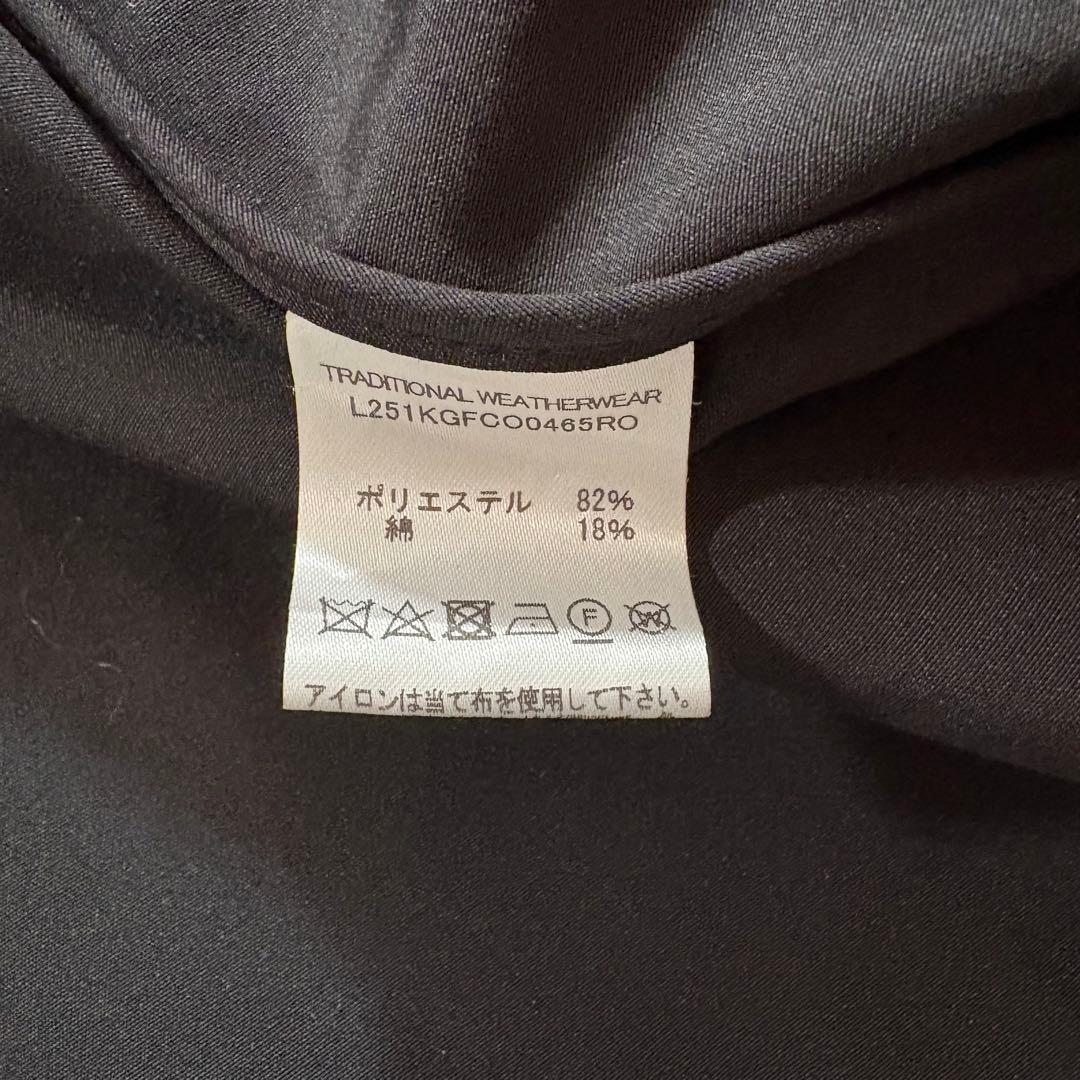 TRADITIONAL WEATHERWEAR
L251KGFCO0465RO
ポリエステル 82%
綿 18%
F W
アイロンは当て布を使用して下さい。